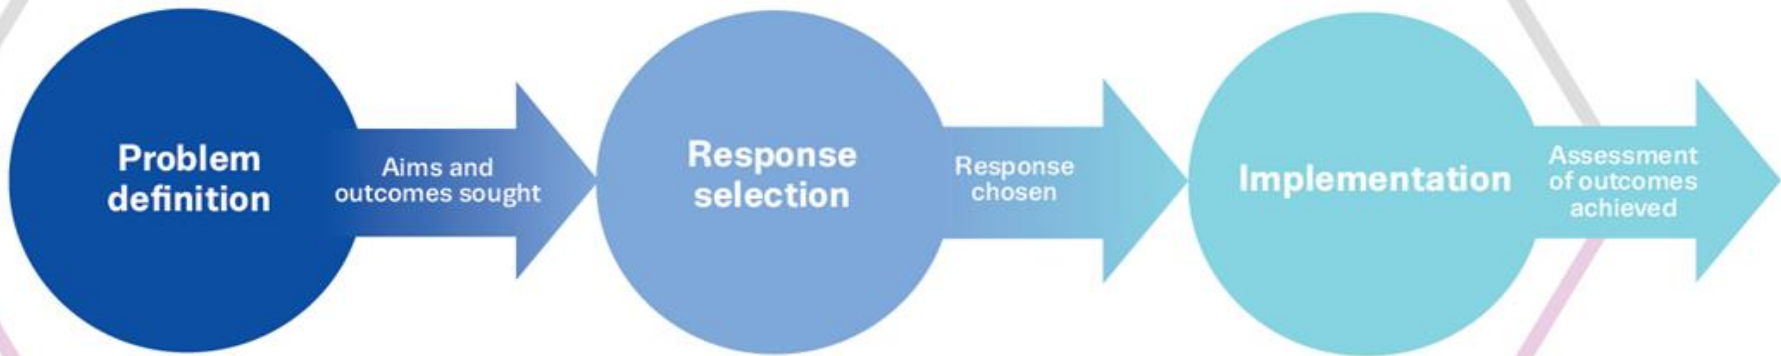 Problem
definition
Aims and
outcomes sought
Response
selection
Response
chosen
Implementation
Assessment
of outcomes
achieved